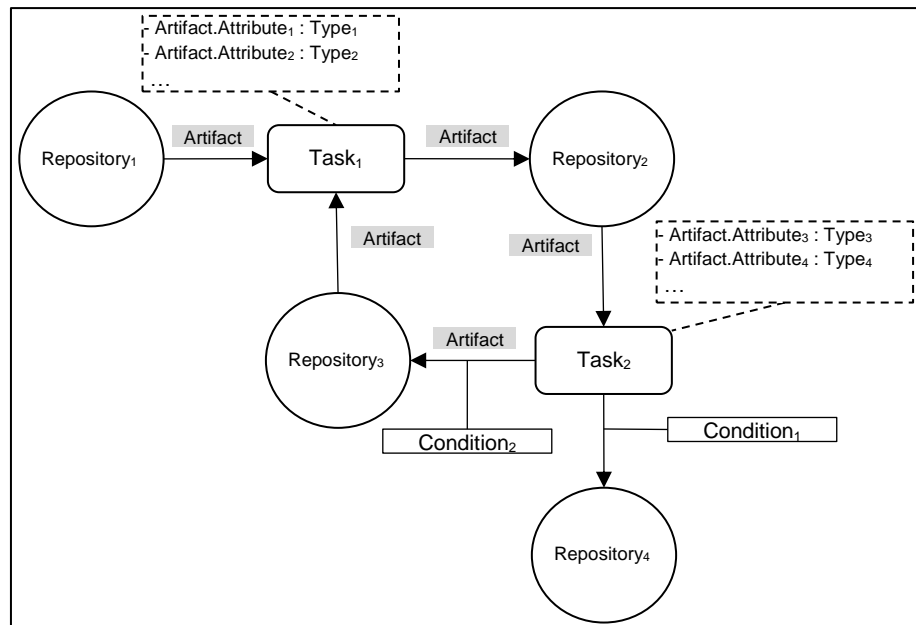 - Artifact.Attribute₁ : Type₁
- Artifact.Attribute₂ : Type₂
...
Repository₁
Artifact
Task₁
Artifact
Repository₂
Artifact
Artifact
- Artifact.Attribute₃ : Type₃
- Artifact.Attribute₄ : Type₄
...
Repository₃
Artifact
Task₂
Condition₂
Condition₁
Repository₄